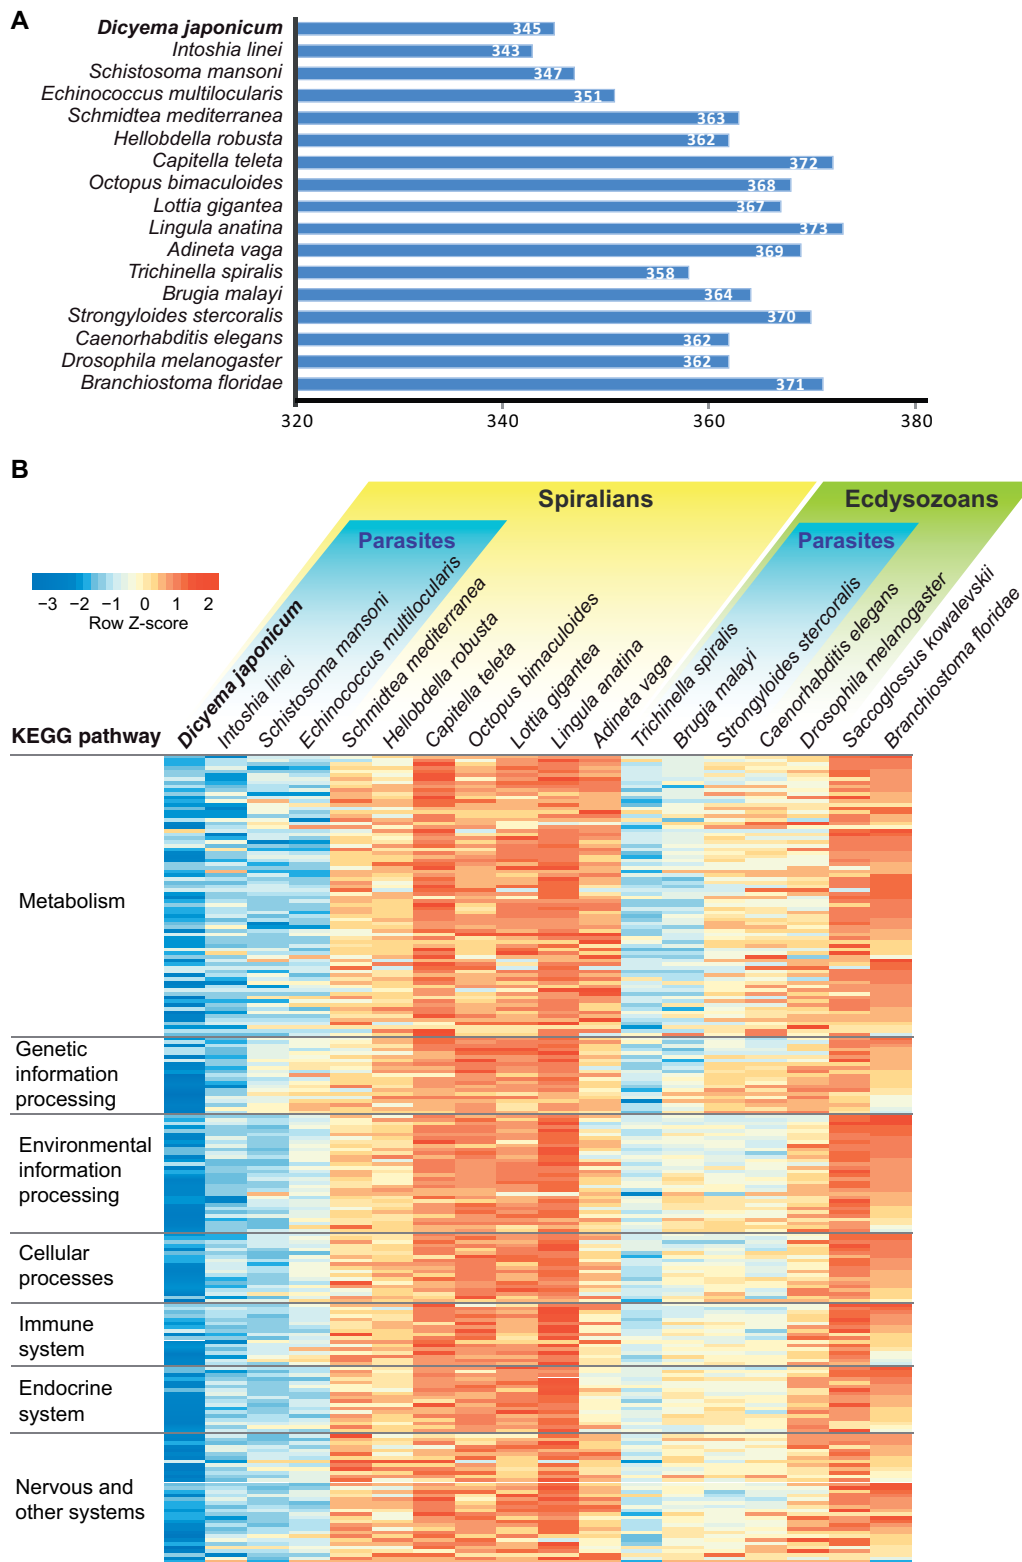 A
Dicyema japonicum 345
Intoshia linei 343
Schistosoma mansoni 347
Echinococcus multilocularis 351
Schmidtea mediterranea 363
Hellobdella robusta 362
Capitella teleta 372
Octopus bimaculoides 368
Lottia gigantea 367
Lingula anatina 373
Adineta vaga 369
Trichinella spiralis 358
Brugia malayi 364
Strongyloides stercoralis 370
Caenorhabditis elegans 362
Drosophila melanogaster 362
Branchiostoma floridae 371
320 340 360 380
B
Spiralians
Ecdysozoans
Parasites
Parasites
−3 −2 −1 0 1 2
Row Z-score
KEGG pathway
Dicyema japonicum
Intoshia linei
Schistosoma mansoni
Echinococcus multilocularis
Schmidtea mediterranea
Hellobdella robusta
Capitella teleta
Octopus bimaculoides
Lottia gigantea
Lingula anatina
Adineta vaga
Trichinella spiralis
Brugia malayi
Strongyloides stercoralis
Caenorhabditis elegans
Drosophila melanogaster
Saccoglossus kowalevskii
Branchiostoma floridae
Metabolism
Genetic
information
processing
Environmental
information
processing
Cellular
processes
Immune
system
Endocrine
system
Nervous and
other systems